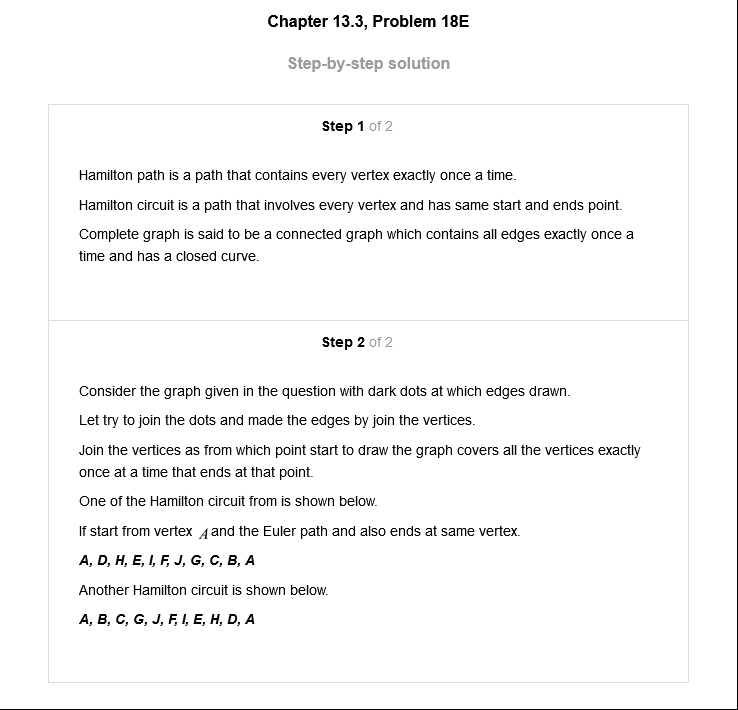 Chapter 13.3, Problem 18E
Step-by-step solution
Step 1 of 2
Hamilton path is a path that contains every vertex exactly once a time.
Hamilton circuit is a path that involves every vertex and has same start and ends point.
Complete graph is said to be a connected graph which contains all edges exactly once a
time and has a closed curve.
Step 2 of 2
Consider the graph given in the question with dark dots at which edges drawn.
Let try to join the dots and made the edges by join the vertices.
Join the vertices as from which point start to draw the graph covers all the vertices exactly
once at a time that ends at that point.
One of the Hamilton circuit from is shown below.
If start from vertex A and the Euler path and also ends at same vertex.
A, D, H, E, I, F, J, G, C, B, A
Another Hamilton circuit is shown below.
A, B, C, G, J, F, I, E, H, D, A